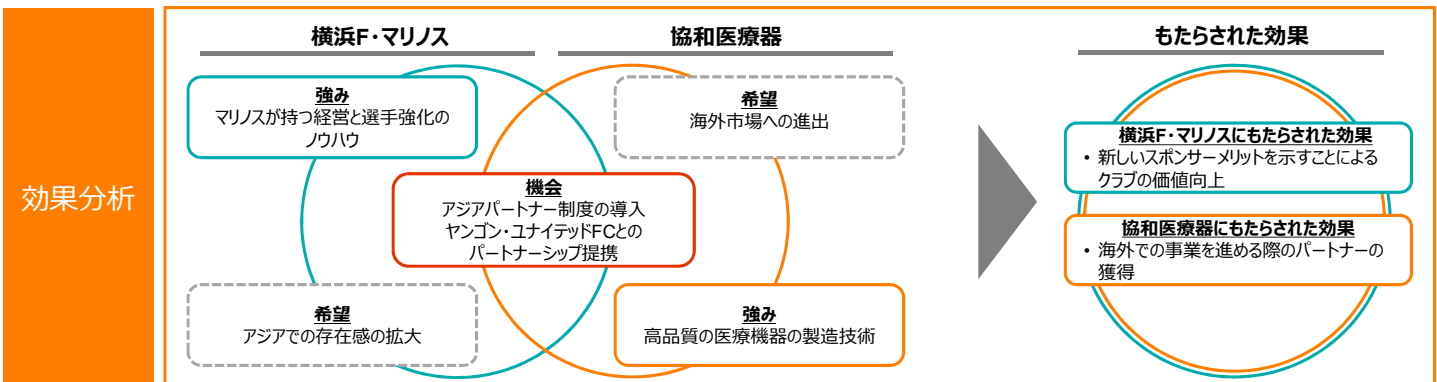 効果分析
横浜F・マリノス
強み
マリノスが持つ経営と選手強化の
ノウハウ
希望
アジアでの存在感の拡大
協和医療器
希望
海外市場への進出
機会
アジアパートナー制度の導入
ヤンゴン・ユナイテッドFCとの
パートナーシップ提携
強み
高品質の医療機器の製造技術
もたらされた効果
横浜F・マリノスにもたらされた効果
• 新しいスポンサーメリットを示すことによる
クラブの価値向上
協和医療器にもたらされた効果
• 海外での事業を進める際のパートナーの
獲得